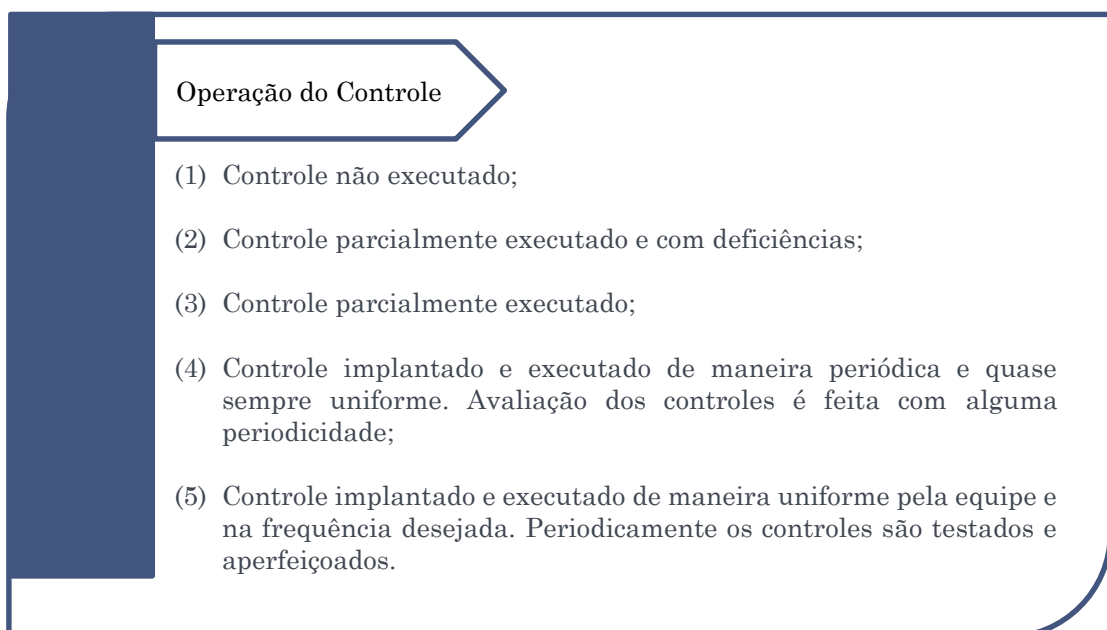 Operação do Controle
(1) Controle não executado;
(2) Controle parcialmente executado e com deficiências;
(3) Controle parcialmente executado;
(4) Controle implantado e executado de maneira periódica e quase
sempre uniforme. Avaliação dos controles é feita com alguma
periodicidade;
(5) Controle implantado e executado de maneira uniforme pela equipe e
na frequência desejada. Periodicamente os controles são testados e
aperfeiçoados.